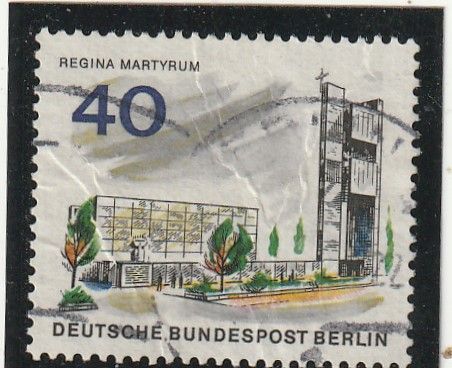 REGINA MARTYRUM
40
DEUTSCHE BUNDESPOST BERLIN